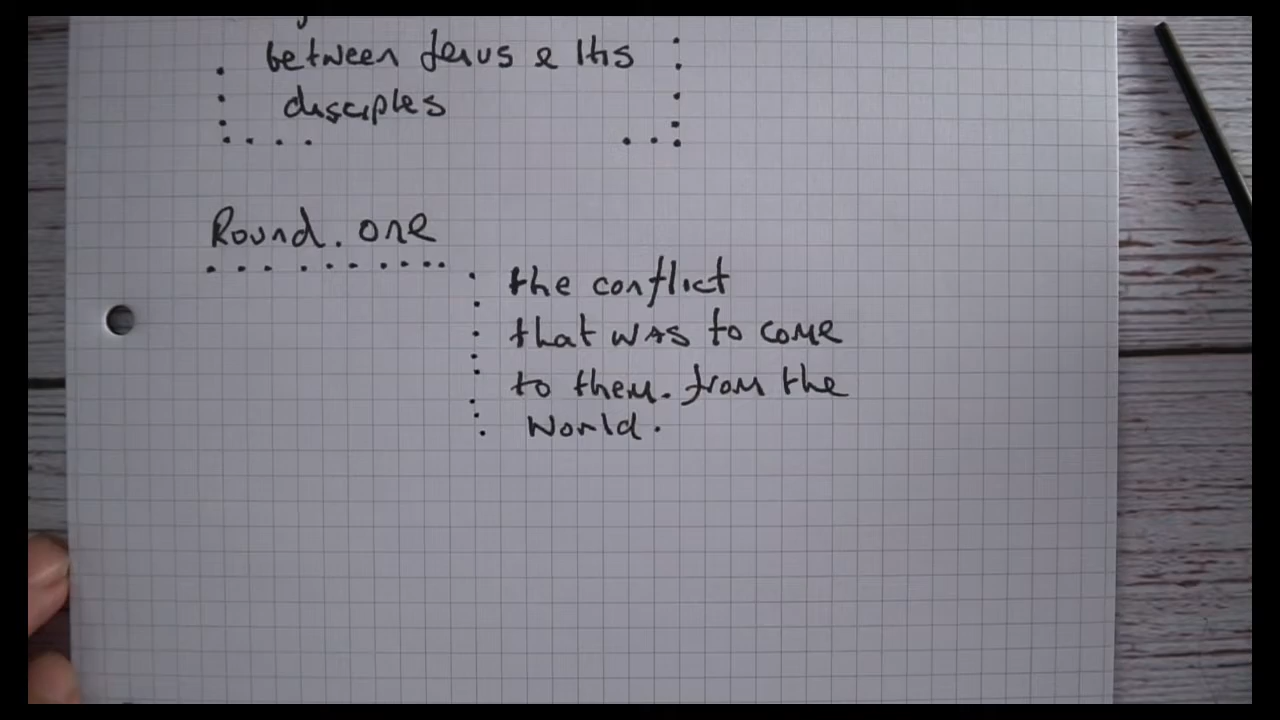 between Jesus & His
disciples
Round. one
the conflict
that was to come
to them. from the
World.